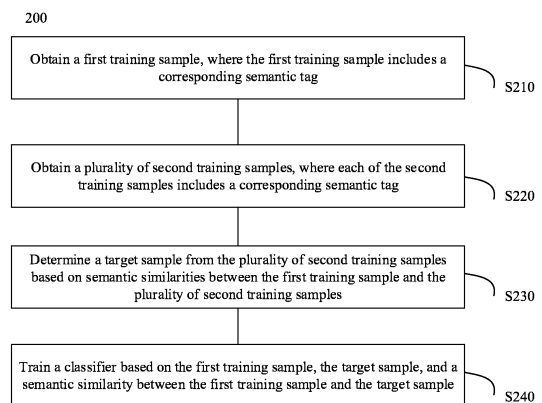 200
Obtain a first training sample, where the first training sample includes a
corresponding semantic tag
S210
Obtain a plurality of second training samples, where each of the second
training samples includes a corresponding semantic tag
S220
Determine a target sample from the plurality of second training samples
based on semantic similarities between the first training sample and the
plurality of second training samples
S230
Train a classifier based on the first training sample, the target sample, and a
semantic similarity between the first training sample and the target sample
S240